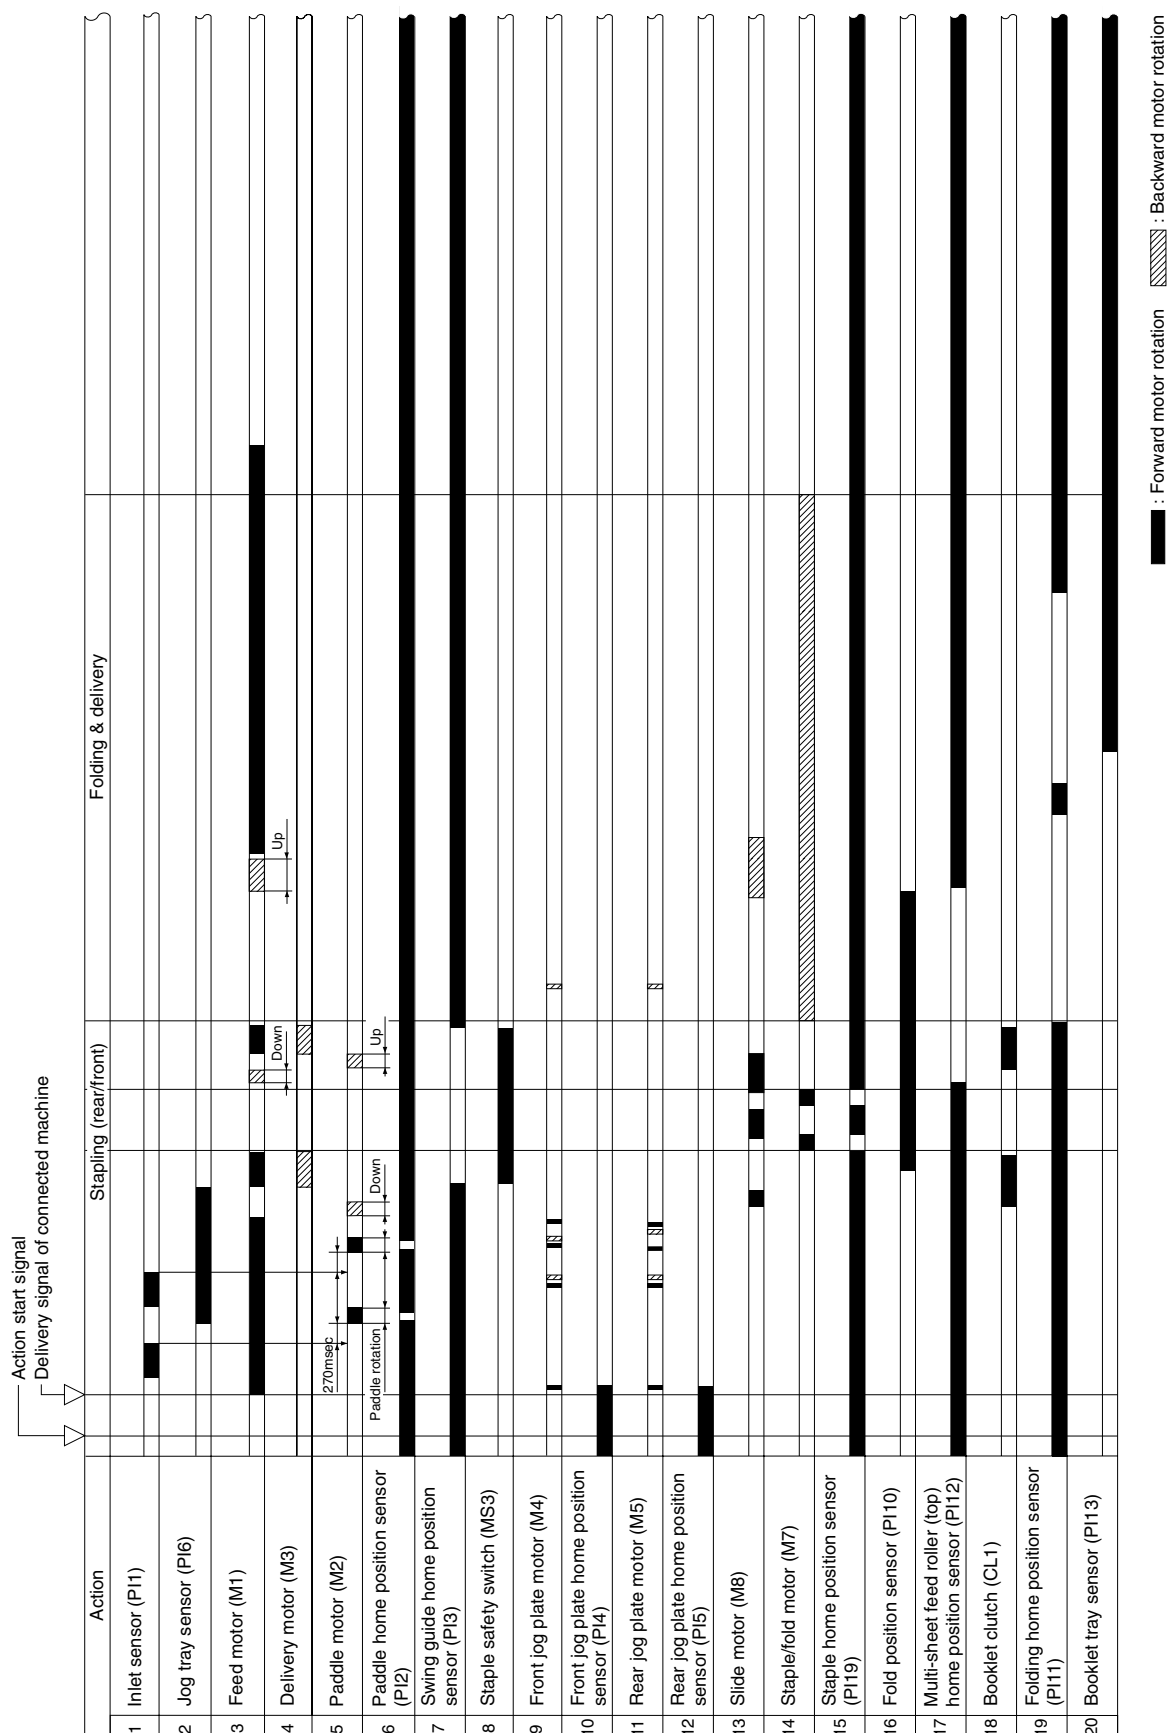 Action start signal
Delivery signal of connected machine
Action
Stapling (rear/front)
Folding & delivery
1
Inlet sensor (PI1)
2
Jog tray sensor (PI6)
3
Feed motor (M1)
Down
Up
4
Delivery motor (M3)
5
Paddle motor (M2)
270msec
Paddle rotation
Down
Up
6
Paddle home position sensor
(PI2)
7
Swing guide home position
sensor (PI3)
8
Staple safety switch (MS3)
9
Front jog plate motor (M4)
10
Front jog plate home position
sensor (PI4)
11
Rear jog plate motor (M5)
12
Rear jog plate home position
sensor (PI5)
13
Slide motor (M8)
14
Staple/fold motor (M7)
15
Staple home position sensor
(PI19)
16
Fold position sensor (PI10)
17
Multi-sheet feed roller (top)
home position sensor (PI12)
18
Booklet clutch (CL1)
19
Folding home position sensor
(PI11)
20
Booklet tray sensor (PI13)
: Forward motor rotation
: Backward motor rotation